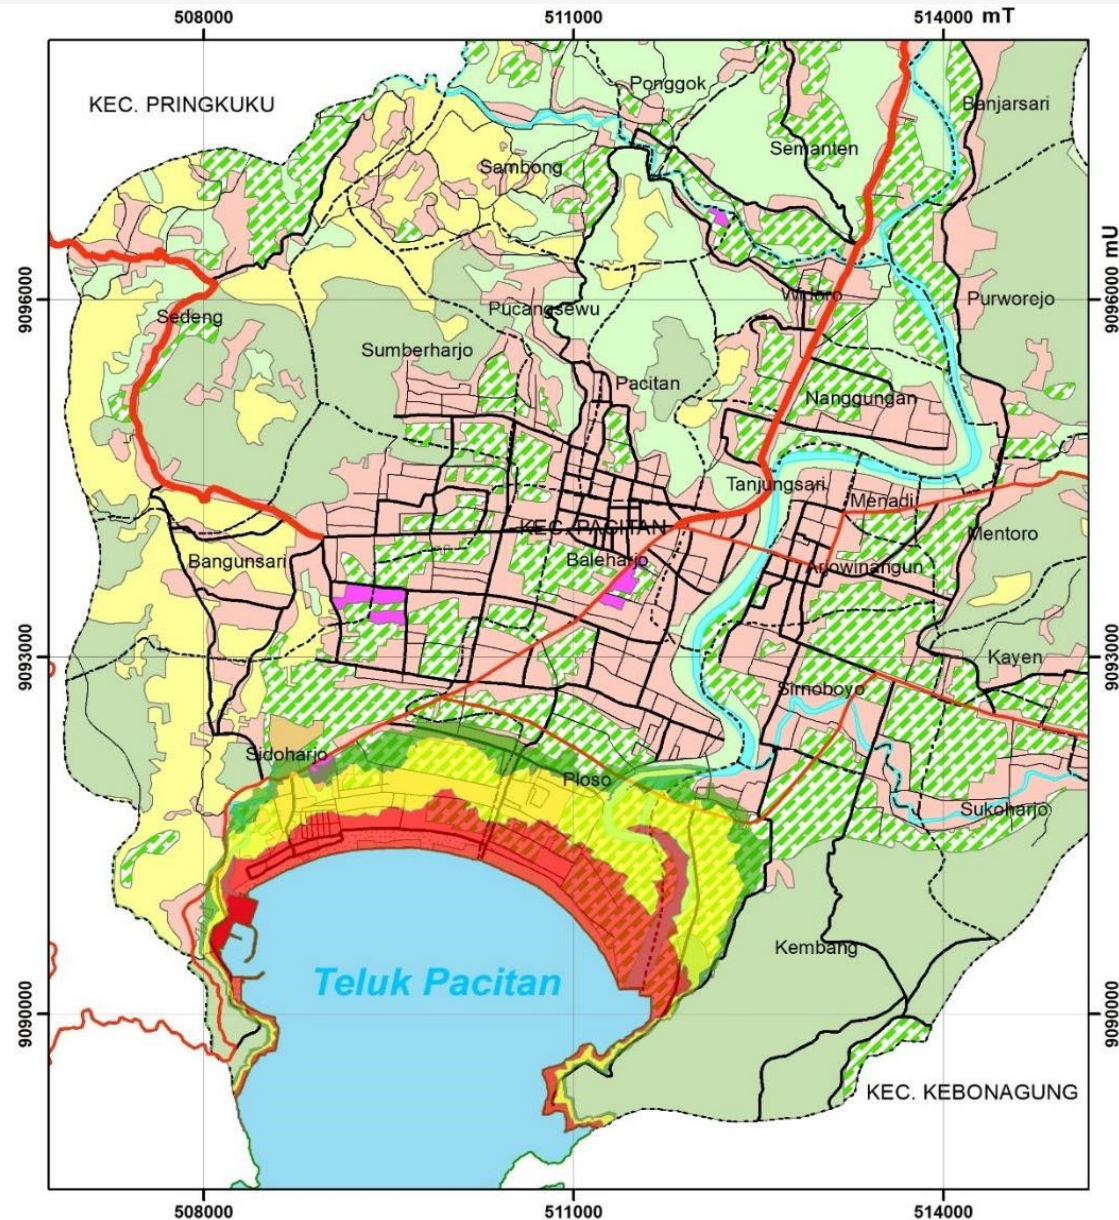 508000
511000
514000 mT
KEC. PRINGKUKU
Ponggok
Banjarsari
Semanten
Sambong
9096000
9096000 mU
Widoro
Purworejo
Pucangsewu
Sedeng
Sumberharjo
Pacitan
Nanggungan
Tanjungsari
Menadi
KEC. PACITAN
Mentoro
Bangunsari
Baleharjo
Arjowinangun
9093000
9093000
Kayen
Sirnoboyo
Sidoharjo
Ploso
Sukoharjo
Kembang
Teluk Pacitan
9090000
9090000
KEC. KEBONAGUNG
508000
511000
514000